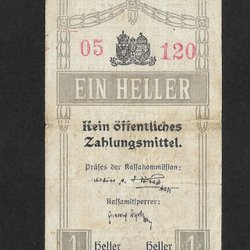 05 120
EIN HELLER
Kein öffentliches
Zahlungsmittel.
Präses der Kassakommission:
Kassamitsperrer:
1 Heller Heller 1